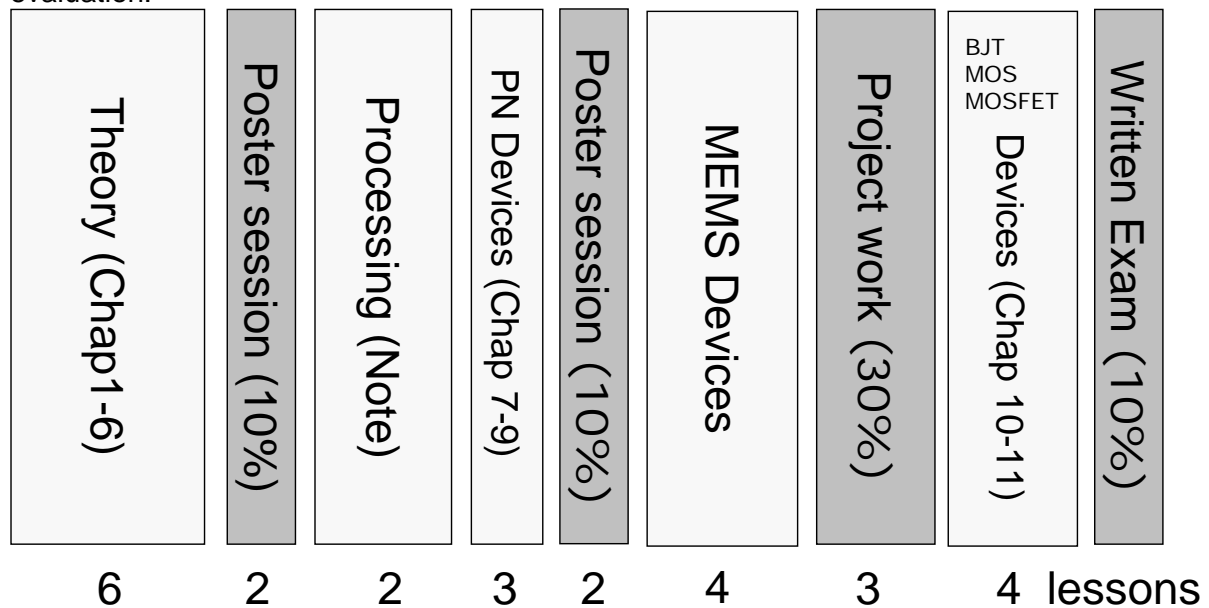 evaluation.
Theory (Chap1-6)
Poster session (10%)
Processing (Note)
PN Devices (Chap 7-9)
Poster session (10%)
MEMS Devices
Project work (30%)
BJT
MOS
MOSFET
Devices (Chap 10-11)
Written Exam (10%)
6 2 2 3 2 4 3 4 lessons